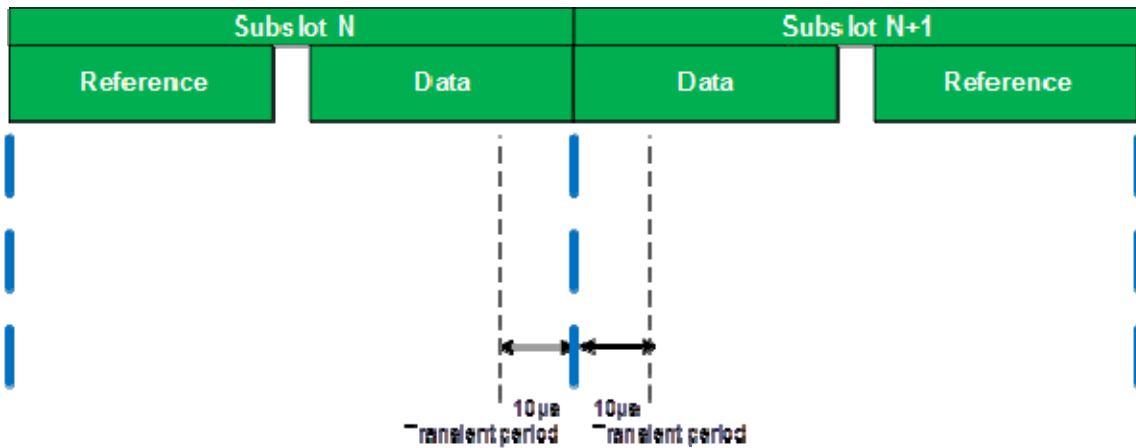 Subslot N Subslot N+1
Reference Data Data Reference
10µs 10µs
Transient period Transient period